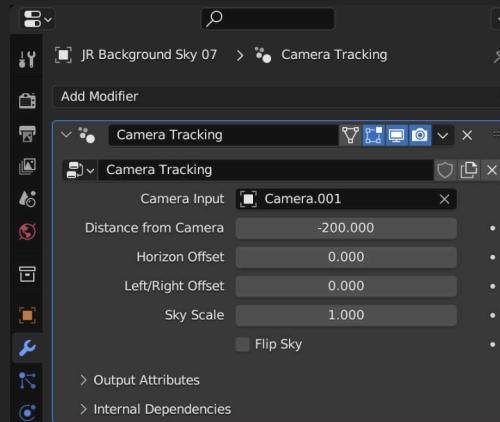 JR Background Sky 07 > Camera Tracking
Add Modifier
Camera Tracking
Camera Tracking
Camera Input Camera.001
Distance from Camera -200.000
Horizon Offset 0.000
Left/Right Offset 0.000
Sky Scale 1.000
Flip Sky
Output Attributes
Internal Dependencies